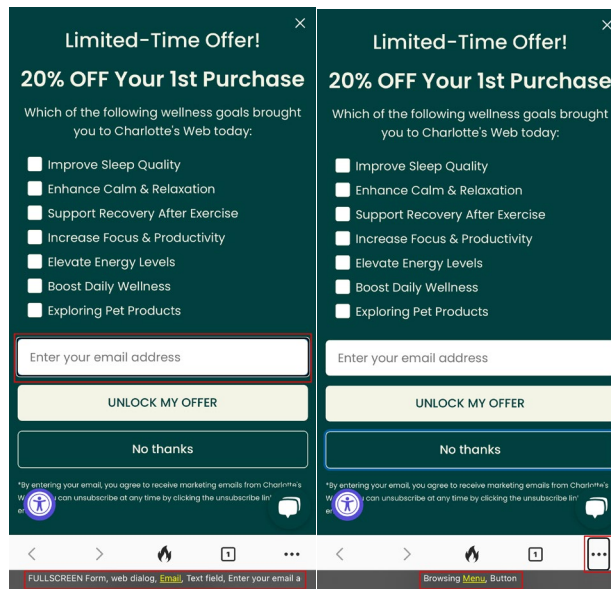 Limited-Time Offer!
20% OFF Your 1st Purchase
Which of the following wellness goals brought
you to Charlotte's Web today:
Improve Sleep Quality
Enhance Calm & Relaxation
Support Recovery After Exercise
Increase Focus & Productivity
Elevate Energy Levels
Boost Daily Wellness
Exploring Pet Products
Enter your email address
UNLOCK MY OFFER
No thanks
*By entering your email, you agree to receive marketing emails from Charlotte's
can unsubscribe at any time by clicking the unsubscribe
1
FULLSCREEN Form, web dialog, Email, Text field, Enter your email a
Limited-Time Offer!
20% OFF Your 1st Purchase
Which of the following wellness goals brought
you to Charlotte's Web today:
Improve Sleep Quality
Enhance Calm & Relaxation
Support Recovery After Exercise
Increase Focus & Productivity
Elevate Energy Levels
Boost Daily Wellness
Exploring Pet Products
Enter your email address
UNLOCK MY OFFER
No thanks
*By entering your email, you agree to receive marketing emails from Charlotte's
can unsubscribe at any time by clicking the unsubscribe
1
Browsing Menu, Button